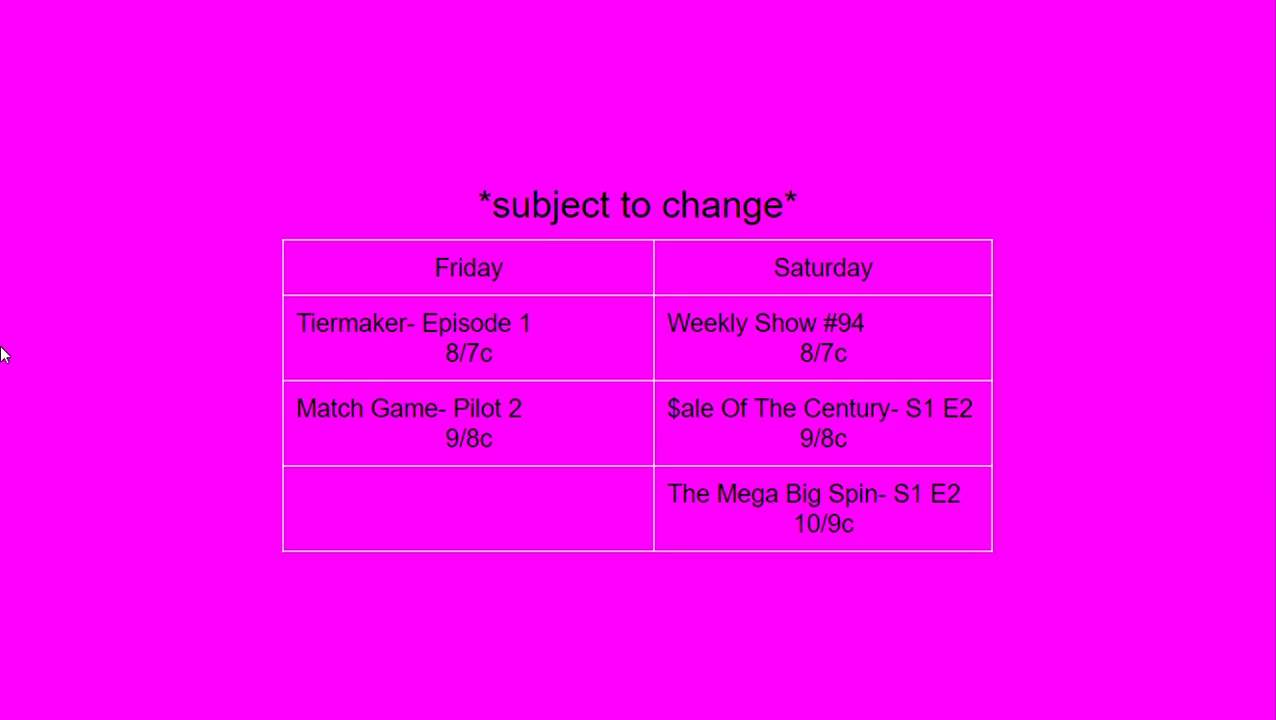 *subject to change*
Friday
Saturday
Tiermaker- Episode 1
8/7c
Weekly Show #94
8/7c
Match Game- Pilot 2
9/8c
$ale Of The Century- S1 E2
9/8c
The Mega Big Spin- S1 E2
10/9c